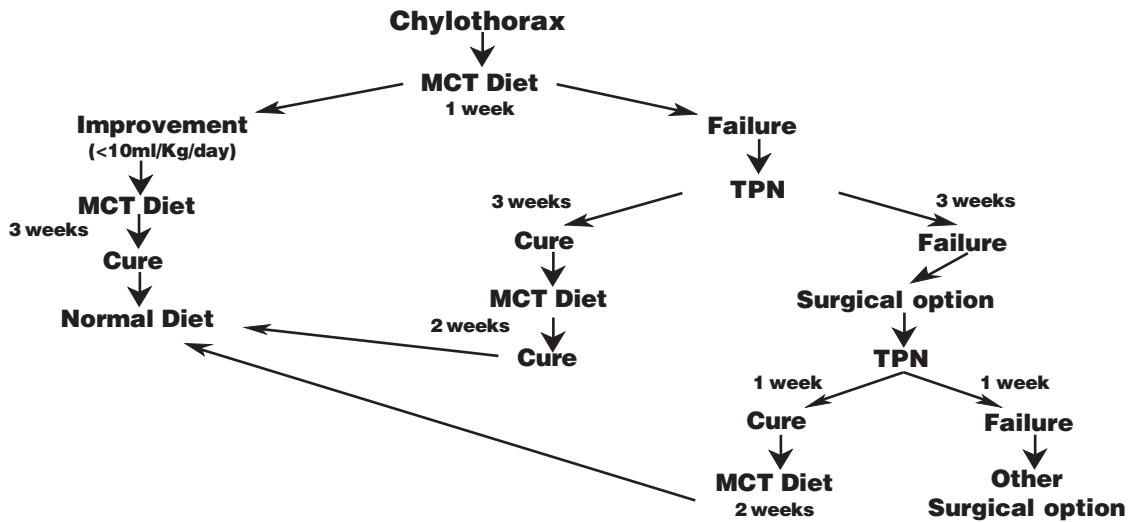 Chylothorax
MCT Diet
1 week
Improvement
(<10ml/Kg/day)
MCT Diet
3 weeks
Cure
Normal Diet
Failure
TPN
3 weeks
Cure
MCT Diet
2 weeks
Cure
3 weeks
Failure
Surgical option
TPN
1 week
Cure
MCT Diet
2 weeks
1 week
Failure
Other
Surgical option